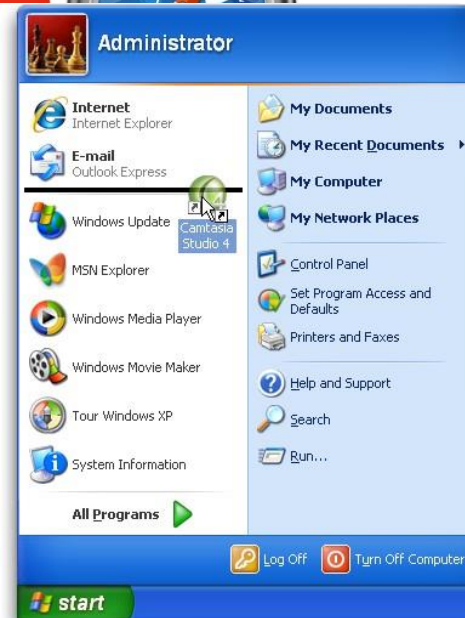 Administrator
Internet
Internet Explorer
E-mail
Outlook Express
Windows Update
Camtasia
Studio 4
MSN Explorer
Windows Media Player
Windows Movie Maker
Tour Windows XP
System Information
All Programs
My Documents
My Recent Documents
My Computer
My Network Places
Control Panel
Set Program Access and
Defaults
Printers and Faxes
Help and Support
Search
Run...
Log Off
Turn Off Computer
start